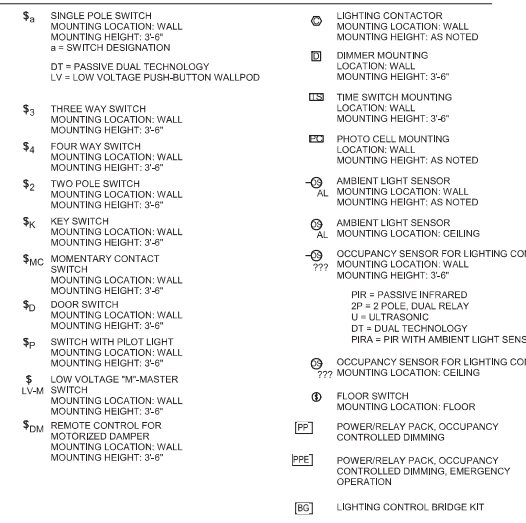 $a SINGLE POLE SWITCH
MOUNTING LOCATION: WALL
MOUNTING HEIGHT: 3'-6"
a = SWITCH DESIGNATION
DT = PASSIVE DUAL TECHNOLOGY
LV = LOW VOLTAGE PUSH-BUTTON WALLPOD
$3 THREE WAY SWITCH
MOUNTING LOCATION: WALL
MOUNTING HEIGHT: 3'-6"
$4 FOUR WAY SWITCH
MOUNTING LOCATION: WALL
MOUNTING HEIGHT: 3'-6"
$2 TWO POLE SWITCH
MOUNTING LOCATION: WALL
MOUNTING HEIGHT: 3'-6"
$K KEY SWITCH
MOUNTING LOCATION: WALL
MOUNTING HEIGHT: 3'-6"
$MC MOMENTARY CONTACT
SWITCH
MOUNTING LOCATION: WALL
MOUNTING HEIGHT: 3'-6"
$D DOOR SWITCH
MOUNTING LOCATION: WALL
MOUNTING HEIGHT: 3'-6"
$P SWITCH WITH PILOT LIGHT
MOUNTING LOCATION: WALL
MOUNTING HEIGHT: 3'-6"
$ LOW VOLTAGE "M"-MASTER
LV-M SWITCH
MOUNTING LOCATION: WALL
MOUNTING HEIGHT: 3'-6"
$DM REMOTE CONTROL FOR
MOTORIZED DAMPER
MOUNTING LOCATION: WALL
MOUNTING HEIGHT: 3'-6"
C LIGHTING CONTACTOR
MOUNTING LOCATION: WALL
MOUNTING HEIGHT: AS NOTED
D DIMMER MOUNTING
LOCATION: WALL
MOUNTING HEIGHT: 3'-6"
TS TIME SWITCH MOUNTING
LOCATION: WALL
MOUNTING HEIGHT: 3'-6"
PC PHOTO CELL MOUNTING
LOCATION: WALL
MOUNTING HEIGHT: AS NOTED
OS AMBIENT LIGHT SENSOR
AL MOUNTING LOCATION: WALL
MOUNTING HEIGHT: AS NOTED
OS AMBIENT LIGHT SENSOR
AL MOUNTING LOCATION: CEILING
OS OCCUPANCY SENSOR FOR LIGHTING CON
??? MOUNTING LOCATION: WALL
MOUNTING HEIGHT: 3'-6"
PIR = PASSIVE INFRARED
2P = 2 POLE, DUAL RELAY
U = ULTRASONIC
DT = DUAL TECHNOLOGY
PIRA = PIR WITH AMBIENT LIGHT SENS
OS OCCUPANCY SENSOR FOR LIGHTING CON
??? MOUNTING LOCATION: CEILING
$ FLOOR SWITCH
MOUNTING LOCATION: FLOOR
PP POWER/RELAY PACK, OCCUPANCY
CONTROLLED DIMMING
PPE POWER/RELAY PACK, OCCUPANCY
CONTROLLED DIMMING, EMERGENCY
OPERATION
BG LIGHTING CONTROL BRIDGE KIT